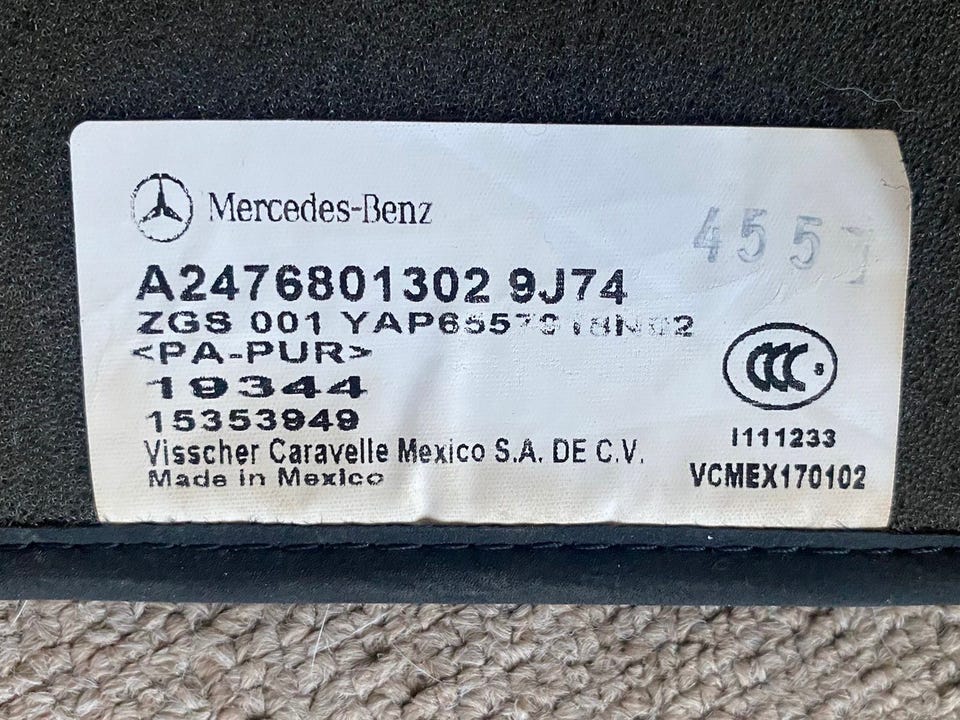 Mercedes-Benz
455
A2476801302 9J74
ZGS 001
<PA-PUR>
19344
15353949
Visscher Caravelle Mexico S.A. DE C.V.
Made in Mexico
CCC S
I111233
VCMEX170102